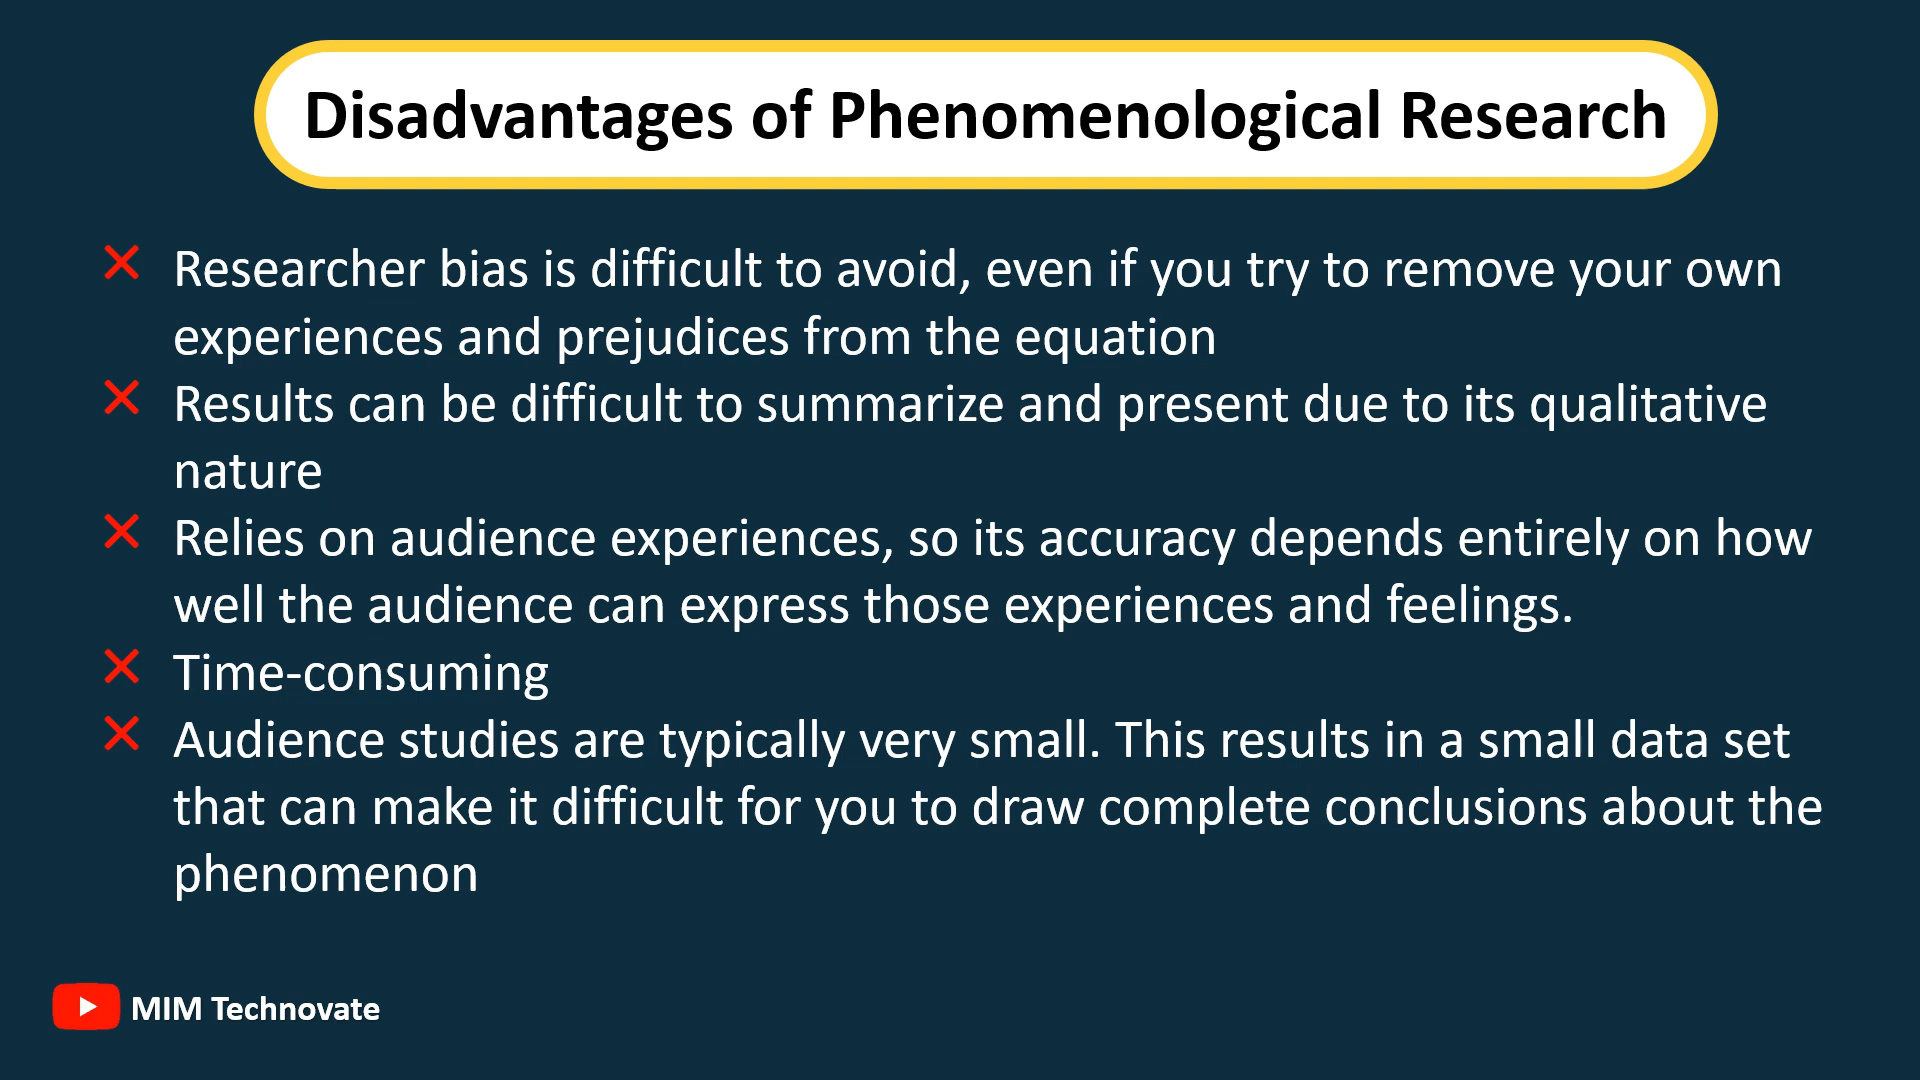 Disadvantages of Phenomenological Research
Researcher bias is difficult to avoid, even if you try to remove your own
experiences and prejudices from the equation
Results can be difficult to summarize and present due to its qualitative
nature
Relies on audience experiences, so its accuracy depends entirely on how
well the audience can express those experiences and feelings.
Time-consuming
Audience studies are typically very small. This results in a small data set
that can make it difficult for you to draw complete conclusions about the
phenomenon
MIM Technovate